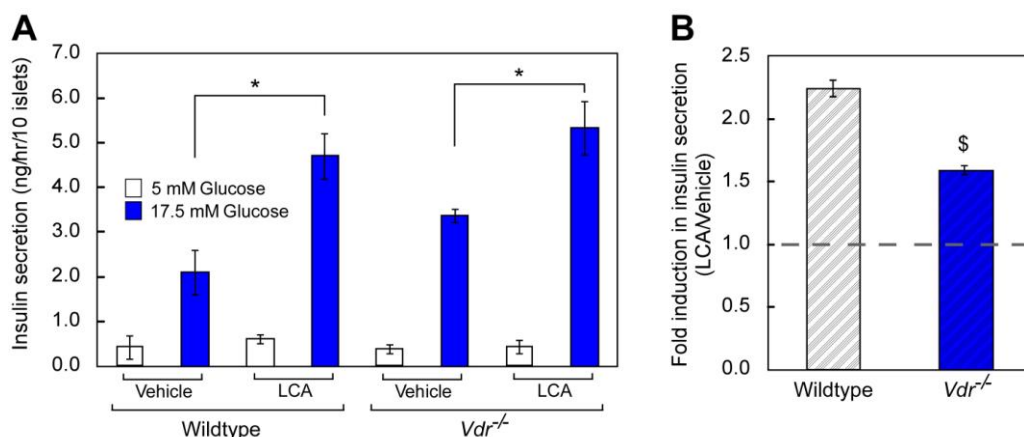 A
Insulin secretion (ng/hr/10 islets)
7.0
6.0
5.0
4.0
3.0
2.0
1.0
0.0
*
*
5 mM Glucose
17.5 mM Glucose
Vehicle
LCA
Vehicle
LCA
Wildtype
Vdr-/-
B
Fold induction in insulin secretion
(LCA/Vehicle)
2.5
2.0
1.5
1.0
0.5
0.0
$
Wildtype
Vdr-/-